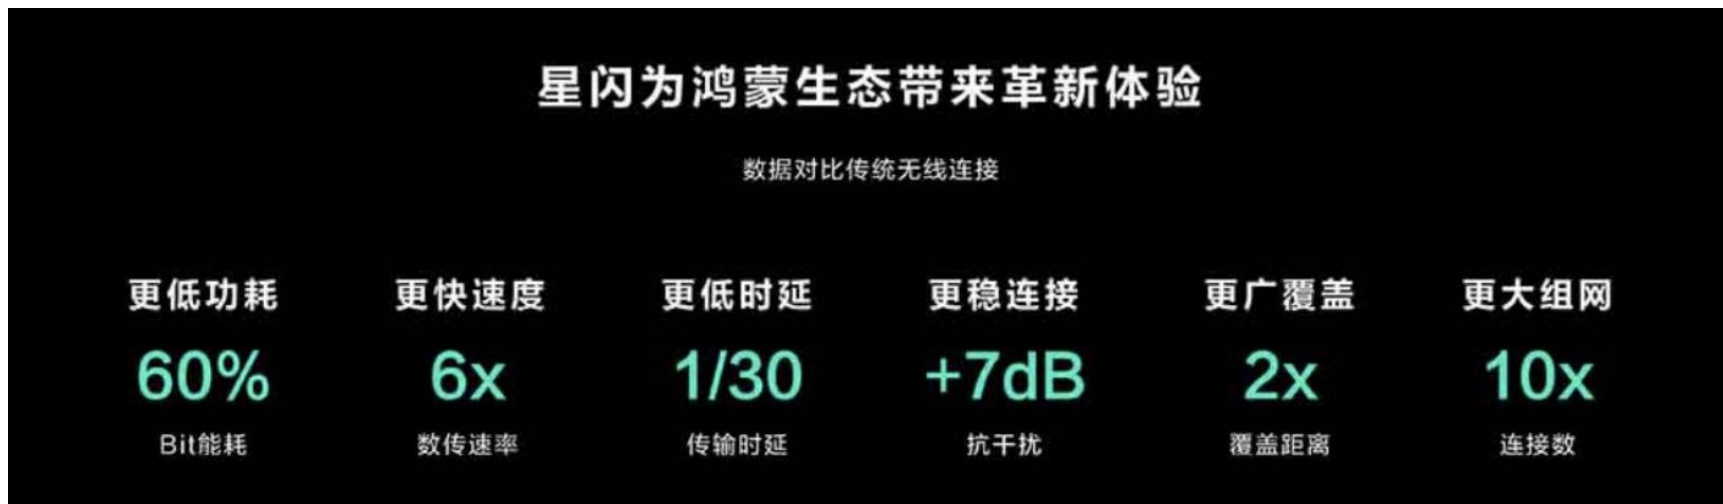 星闪为鸿蒙生态带来革新体验
数据对比传统无线连接
更低功耗 更快速度 更低时延 更稳连接 更广覆盖 更大组网
60% 6x 1/30 +7dB 2x 10x
Bit能耗 数传速率 传输时延 抗干扰 覆盖距离 连接数